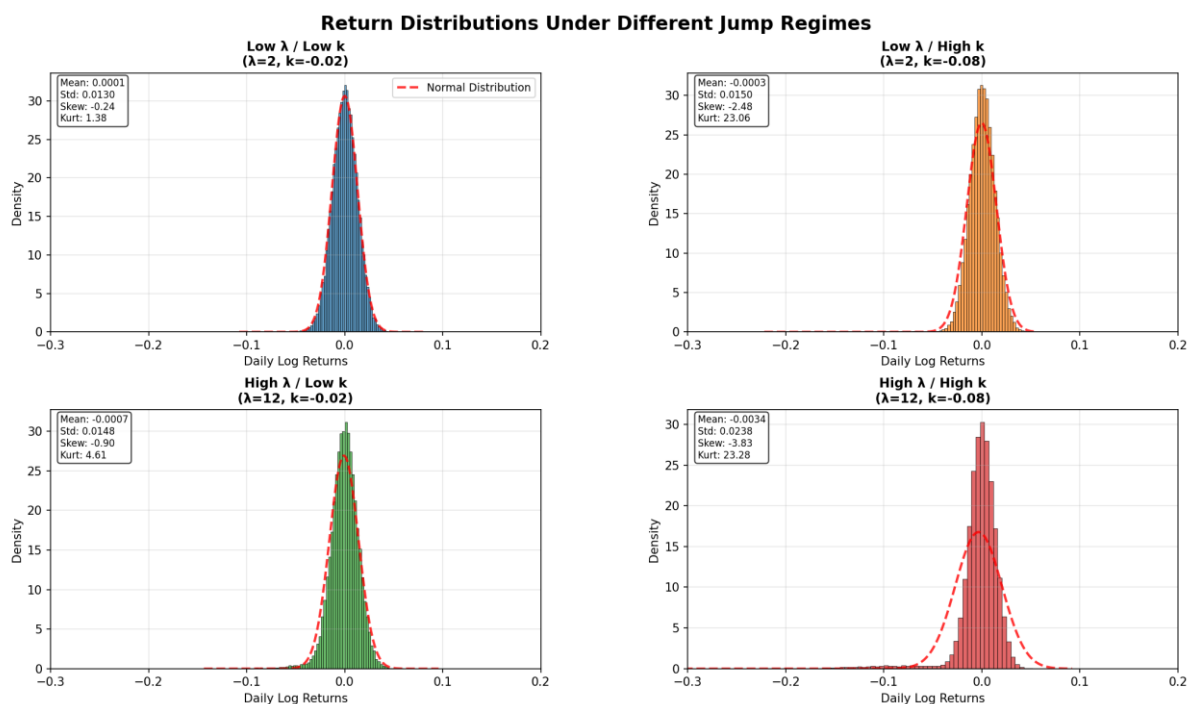 Return Distributions Under Different Jump Regimes
Low λ / Low k
(λ=2, k=-0.02)
Mean: 0.0001
Std: 0.0130
Skew: -0.24
Kurt: 1.38
Normal Distribution
30
25
20
15
10
5
0
Density
−0.3
−0.2
−0.1
0.0
0.1
0.2
Daily Log Returns
Low λ / High k
(λ=2, k=-0.08)
Mean: -0.0003
Std: 0.0150
Skew: -2.48
Kurt: 23.06
30
25
20
15
10
5
0
Density
−0.3
−0.2
−0.1
0.0
0.1
0.2
Daily Log Returns
High λ / Low k
(λ=12, k=-0.02)
Mean: -0.0007
Std: 0.0148
Skew: -0.90
Kurt: 4.61
30
25
20
15
10
5
0
Density
−0.3
−0.2
−0.1
0.0
0.1
0.2
Daily Log Returns
High λ / High k
(λ=12, k=-0.08)
Mean: -0.0034
Std: 0.0238
Skew: -3.83
Kurt: 23.28
30
25
20
15
10
5
0
Density
−0.3
−0.2
−0.1
0.0
0.1
0.2
Daily Log Returns